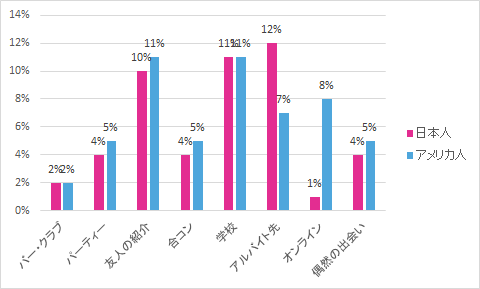 14%
12%
10%
8%
6%
4%
2%
0%
2% 2%
4% 5%
10% 11%
4% 5%
11% 11%
12% 7%
1% 8%
4% 5%
バー・クラブ
パーティー
友人の紹介
合コン
学校
アルバイト先
オンライン
偶然の出会い
日本人
アメリカ人